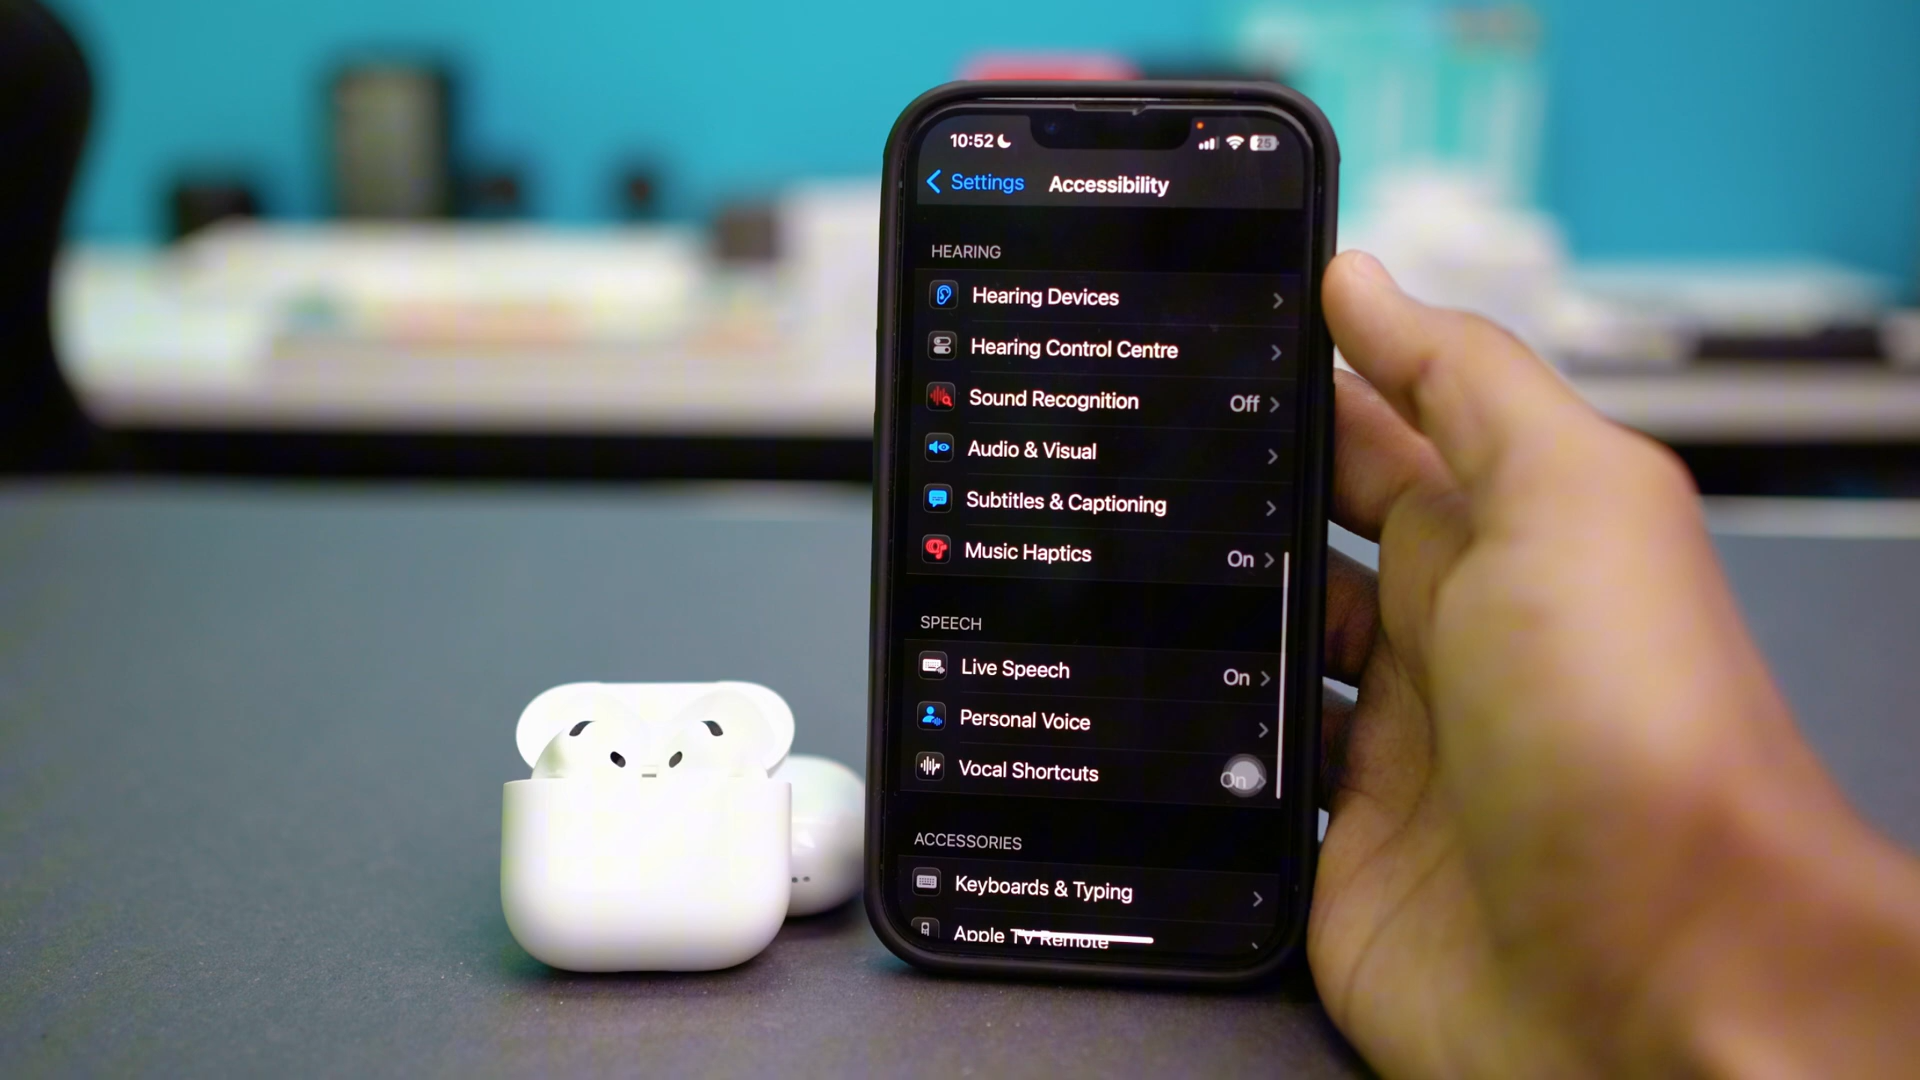 10:52
25
Settings Accessibility
HEARING
Hearing Devices
Hearing Control Centre
Sound Recognition Off
Audio & Visual
Subtitles & Captioning
Music Haptics On
SPEECH
Live Speech On
Personal Voice
Vocal Shortcuts On
ACCESSORIES
Keyboards & Typing
Apple TV Remote